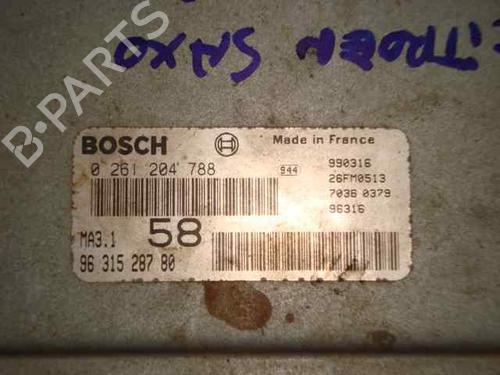 CITROEN SAXO
B-PARTS
BOSCH
Made in France
0 261 204 788
944
990316
26FM0513
7036 0379
96316
MA3.1
58
96 315 287 80